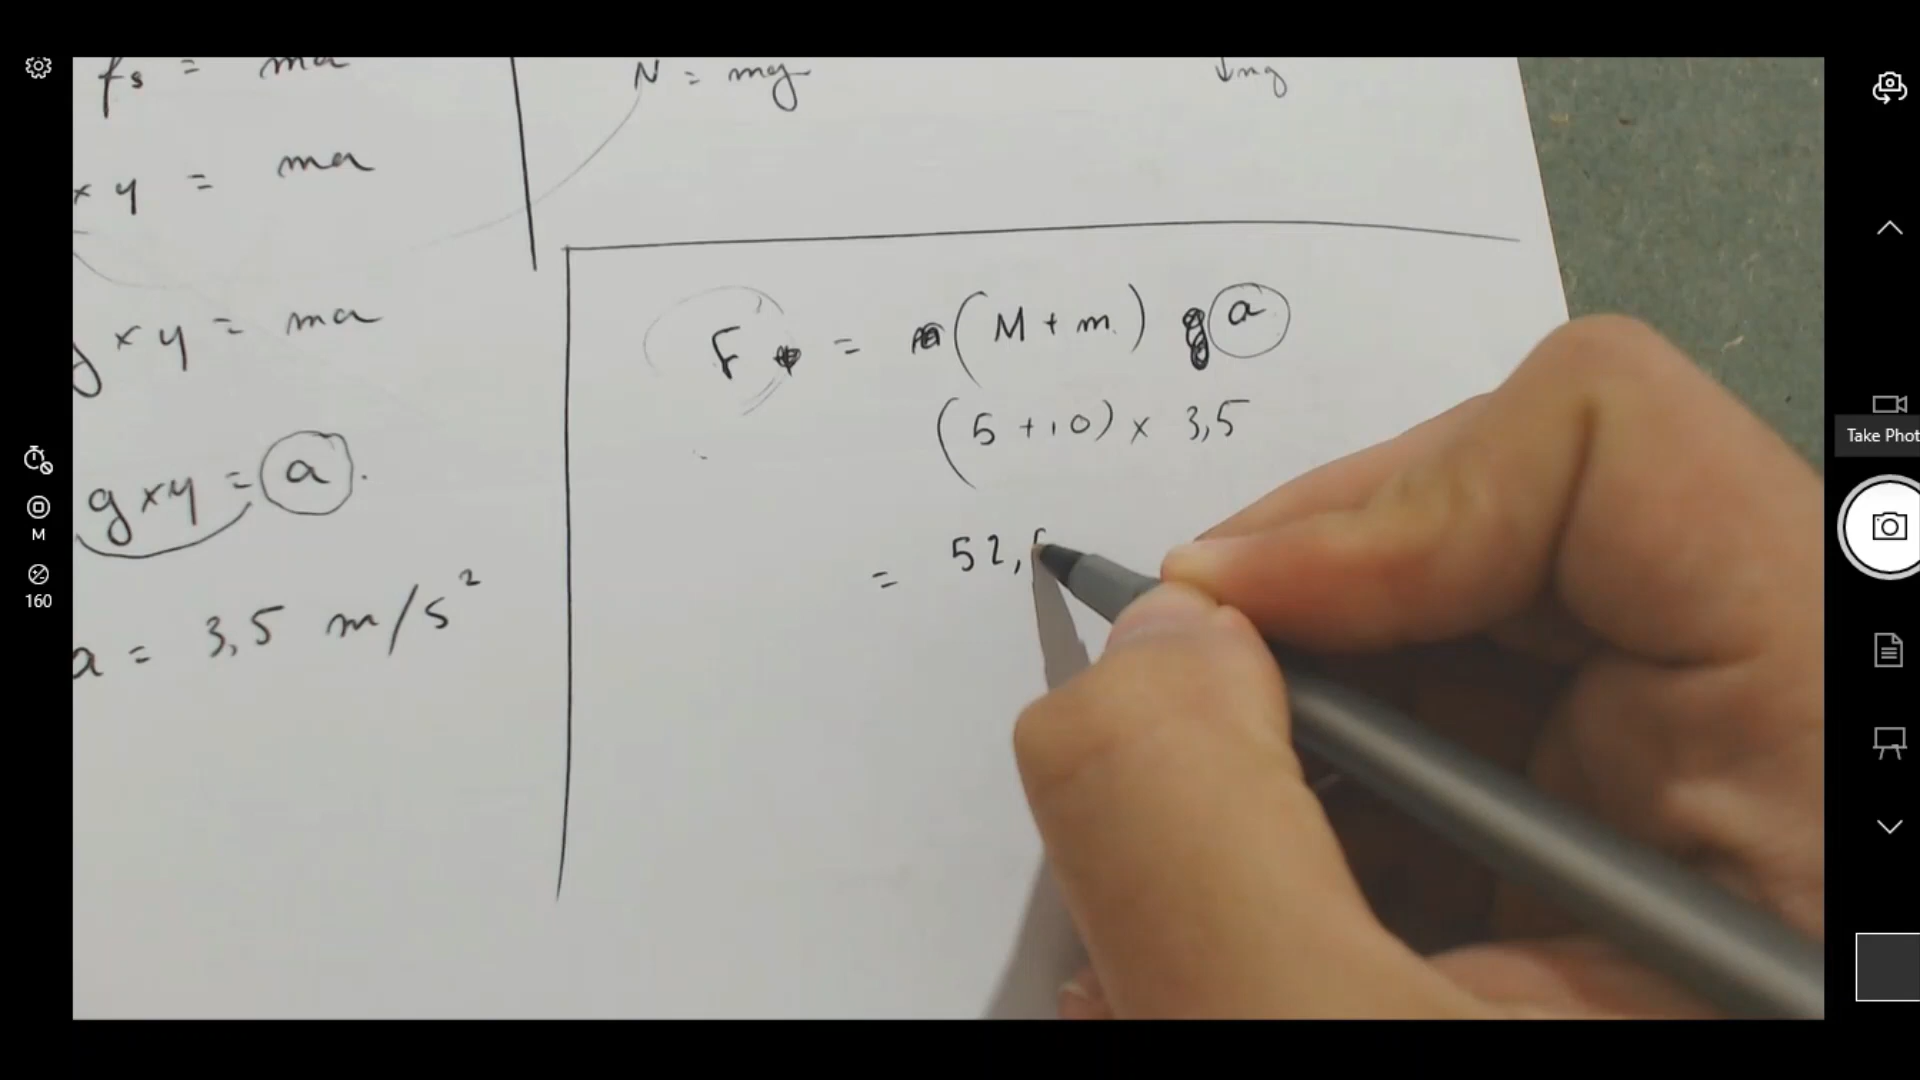 fs = ma
N = mg
↓mg
x y = ma
g x y = ma
g x y = a .
a = 3,5 m/s²
F = (M + m) a
(5 + 10) x 3,5
= 52,
M
160
Take Phot